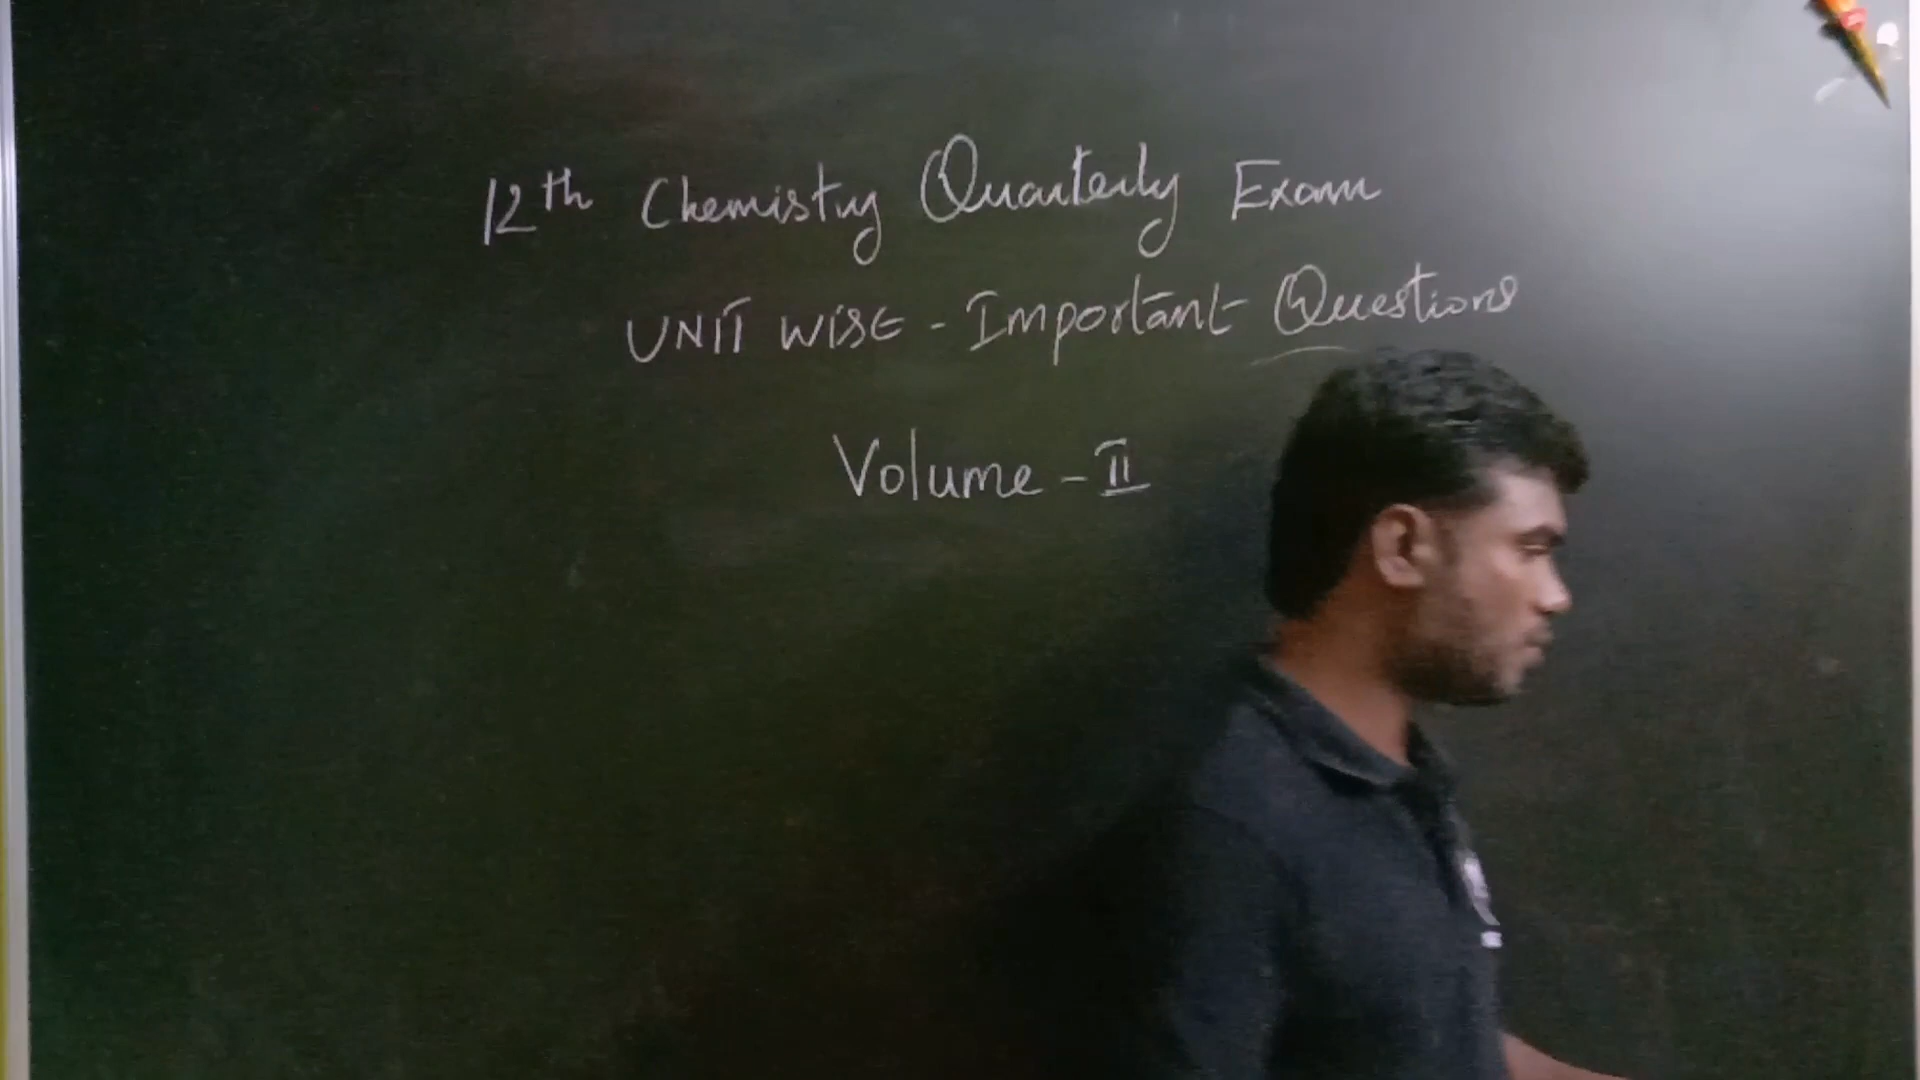 12th Chemistry Quarterly Exam
UNIT WISE - Important Questions
Volume - II